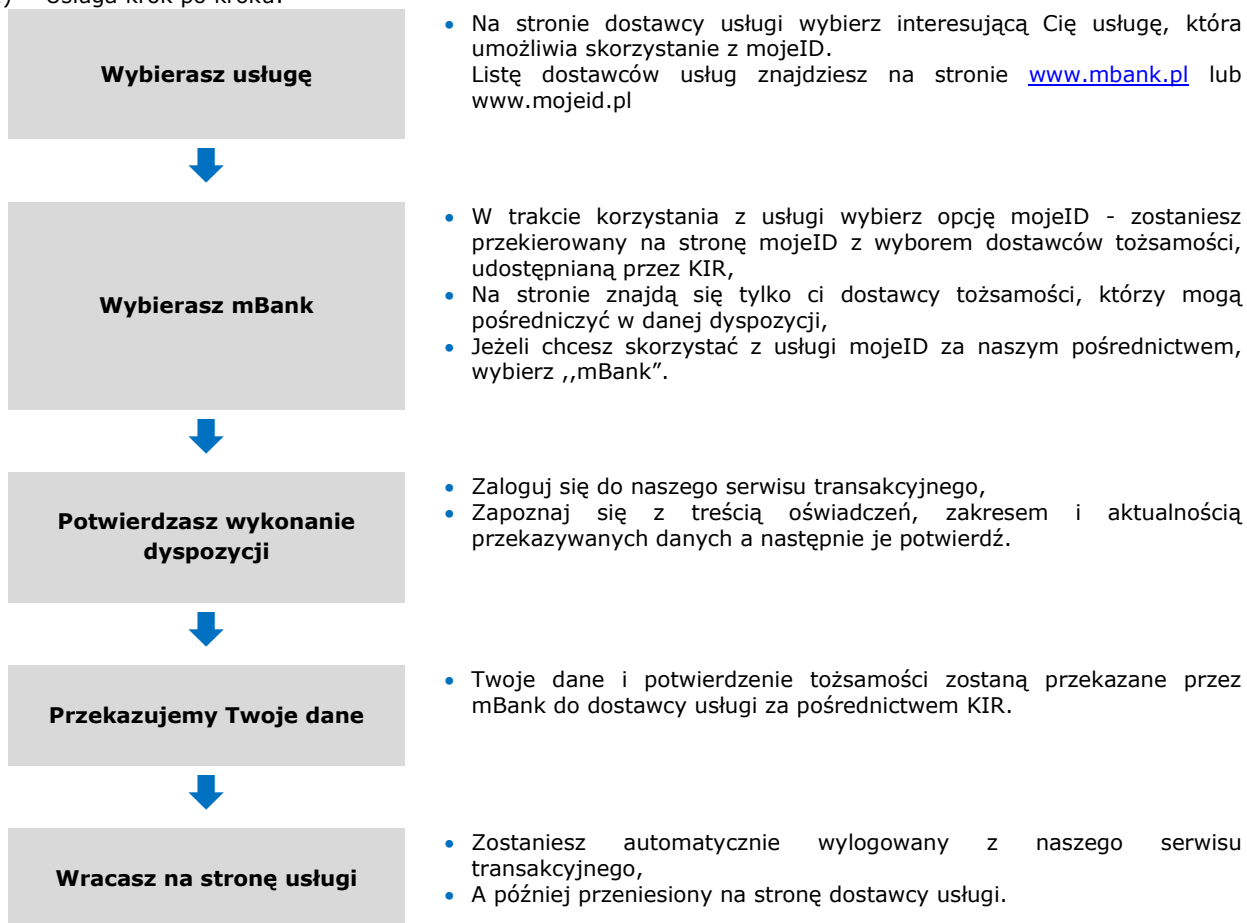 Wybierasz usługę
• Na stronie dostawcy usługi wybierz interesującą Cię usługę, która
umożliwia skorzystanie z mojeID.
Listę dostawców usług znajdziesz na stronie www.mbank.pl lub
www.mojeid.pl
Wybierasz mBank
• W trakcie korzystania z usługi wybierz opcję mojeID - zostaniesz
przekierowany na stronę mojeID z wyborem dostawców tożsamości,
udostępnianą przez KIR,
• Na stronie znajdą się tylko ci dostawcy tożsamości, którzy mogą
pośredniczyć w danej dyspozycji,
• Jeżeli chcesz skorzystać z usługi mojeID za naszym pośrednictwem,
wybierz ,,mBank”.
Potwierdzasz wykonanie
dyspozycji
• Zaloguj się do naszego serwisu transakcyjnego,
• Zapoznaj się z treścią oświadczeń, zakresem i aktualnością
przekazywanych danych a następnie je potwierdź.
Przekazujemy Twoje dane
• Twoje dane i potwierdzenie tożsamości zostaną przekazane przez
mBank do dostawcy usługi za pośrednictwem KIR.
Wracasz na stronę usługi
• Zostaniesz automatycznie wylogowany z naszego serwisu
transakcyjnego,
• A później przeniesiony na stronę dostawcy usługi.